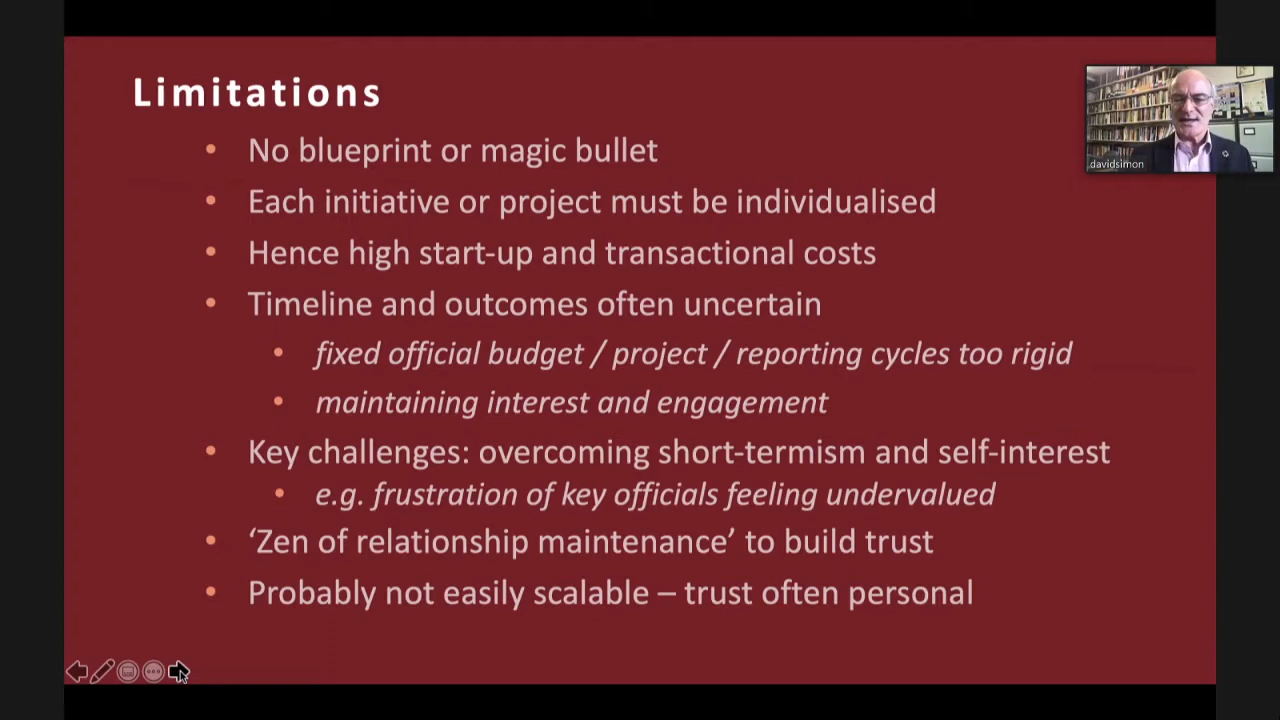 Limitations
• No blueprint or magic bullet
• Each initiative or project must be individualised
• Hence high start-up and transactional costs
• Timeline and outcomes often uncertain
• fixed official budget / project / reporting cycles too rigid
• maintaining interest and engagement
• Key challenges: overcoming short-termism and self-interest
• e.g. frustration of key officials feeling undervalued
• ‘Zen of relationship maintenance’ to build trust
• Probably not easily scalable – trust often personal
davidsimon